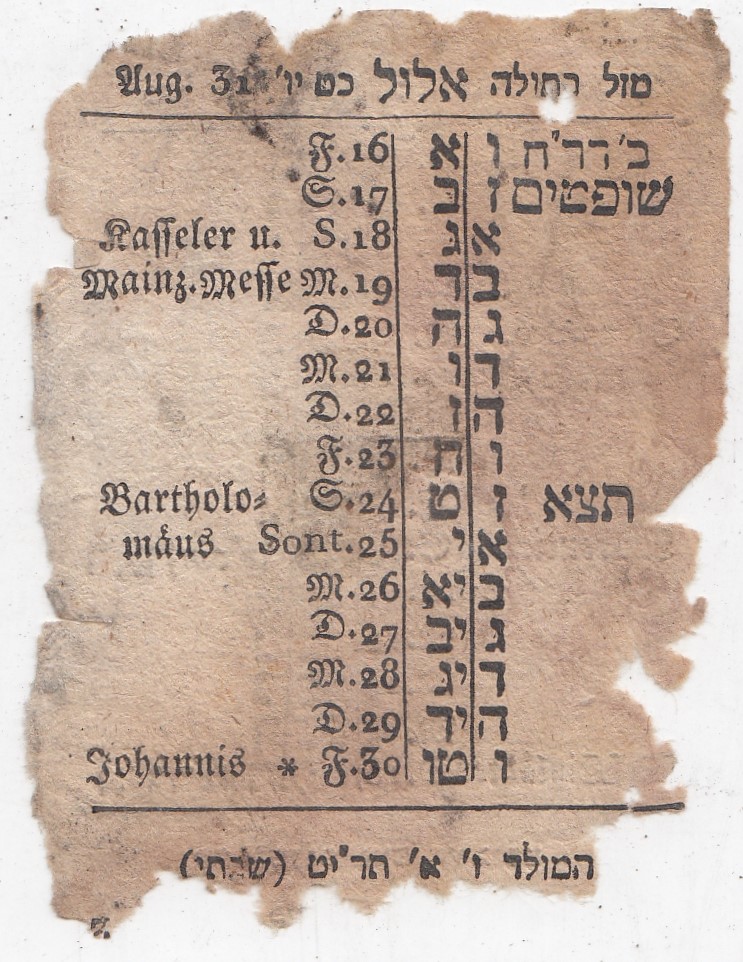 מזל בתולה אלול כט יו׳ Aug. 31
F.16 א ו ב׳ דר״ח
S.17 ב ז שופטים
Kasseler u. S.18 ג א
Mainz.Messe M.19 ד ב
D.20 ה ג
M.21 ו ד
D.22 ז ה
F.23 ח ו
Bartholo= S.24 ט ז תצא
mäus Sont.25 י א
M.26 יא ב
D.27 יב ג
M.28 יג ד
D.29 יד ה
Johannis * F.30 טו ו
המולד ו׳ א׳ תר״יט (שבתי)